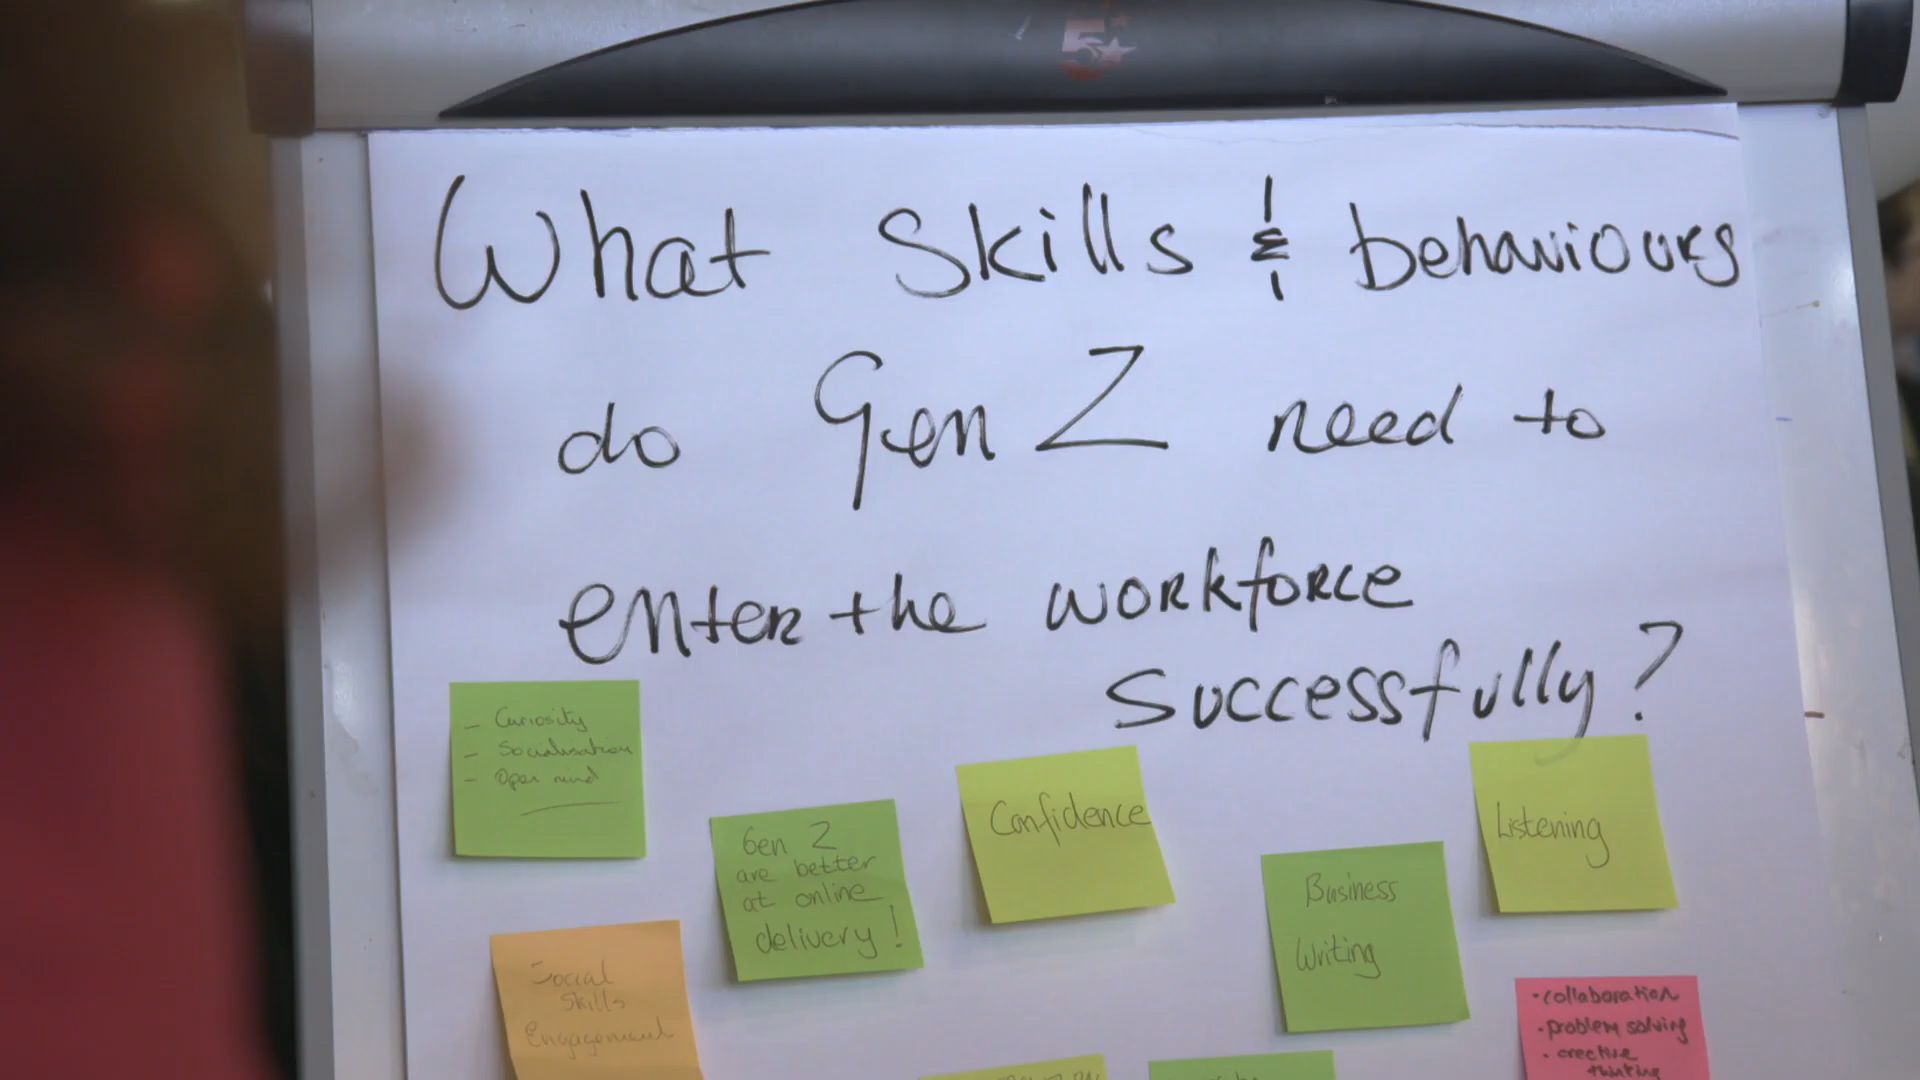 5
What Skills & behaviours
do Gen Z need to
enter the workforce
successfully?
- Curiosity
- Socialisation
- Open mind
Gen Z
are better
at online
delivery!
Confidence
Business
Writing
Listening
Social
Skills
Engagement
• collaboration
• problem solving
• creative
thinking